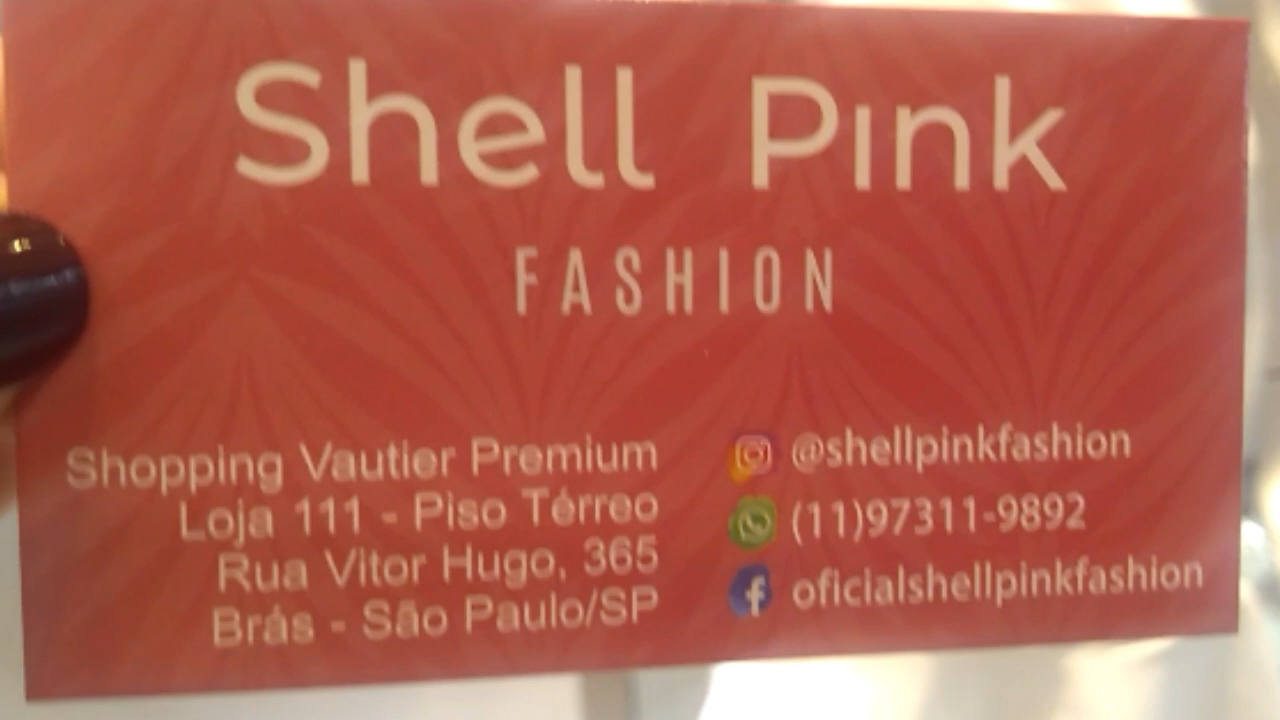 Shell Pink
FASHION
Shopping Vautier Premium
Loja 111 - Piso Térreo
Rua Vitor Hugo, 365
Brás - São Paulo/SP
@shellpinkfashion
(11)97311-9892
oficialshellpinkfashion